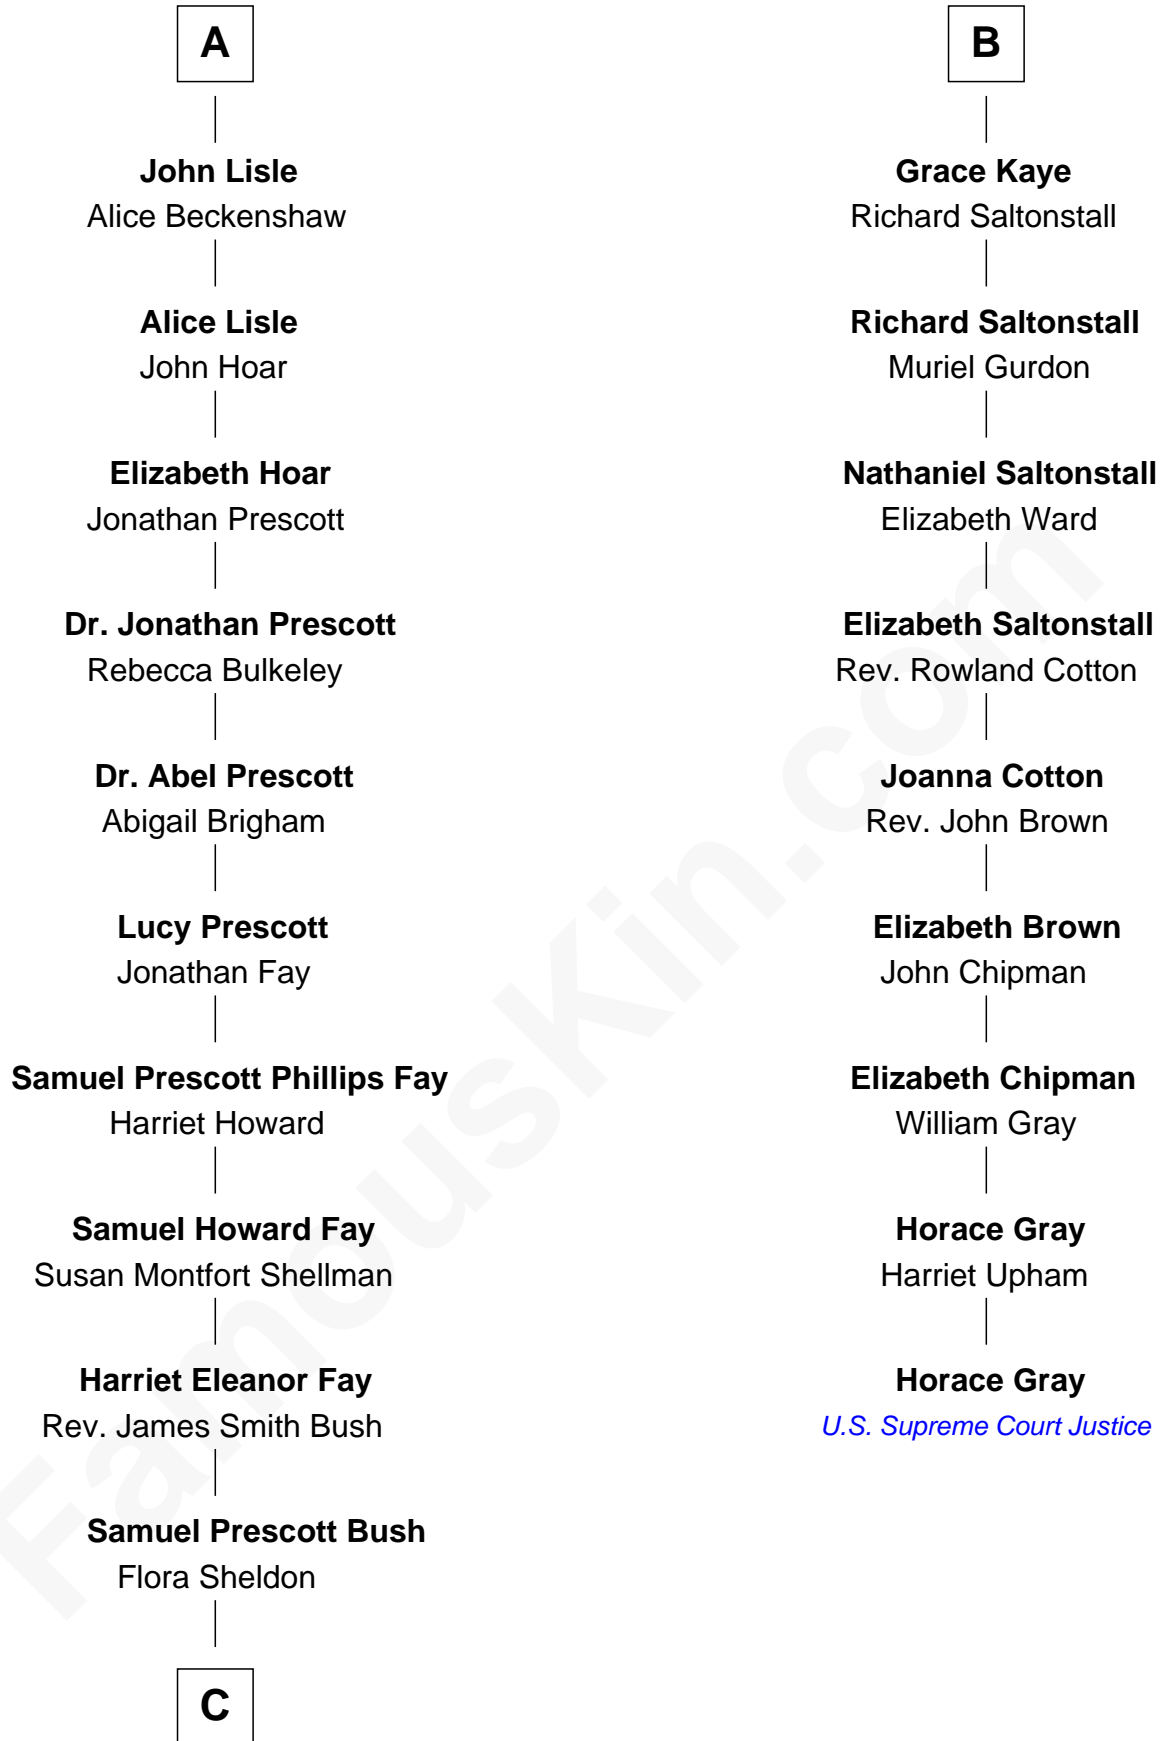 A
John Lisle
Alice Beckenshaw
Alice Lisle
John Hoar
Elizabeth Hoar
Jonathan Prescott
Dr. Jonathan Prescott
Rebecca Bulkeley
Dr. Abel Prescott
Abigail Brigham
Lucy Prescott
Jonathan Fay
Samuel Prescott Phillips Fay
Harriet Howard
Samuel Howard Fay
Susan Montfort Shellman
Harriet Eleanor Fay
Rev. James Smith Bush
Samuel Prescott Bush
Flora Sheldon
C
B
Grace Kaye
Richard Saltonstall
Richard Saltonstall
Muriel Gurdon
Nathaniel Saltonstall
Elizabeth Ward
Elizabeth Saltonstall
Rev. Rowland Cotton
Joanna Cotton
Rev. John Brown
Elizabeth Brown
John Chipman
Elizabeth Chipman
William Gray
Horace Gray
Harriet Upham
Horace Gray
U.S. Supreme Court Justice
FamousKin.com